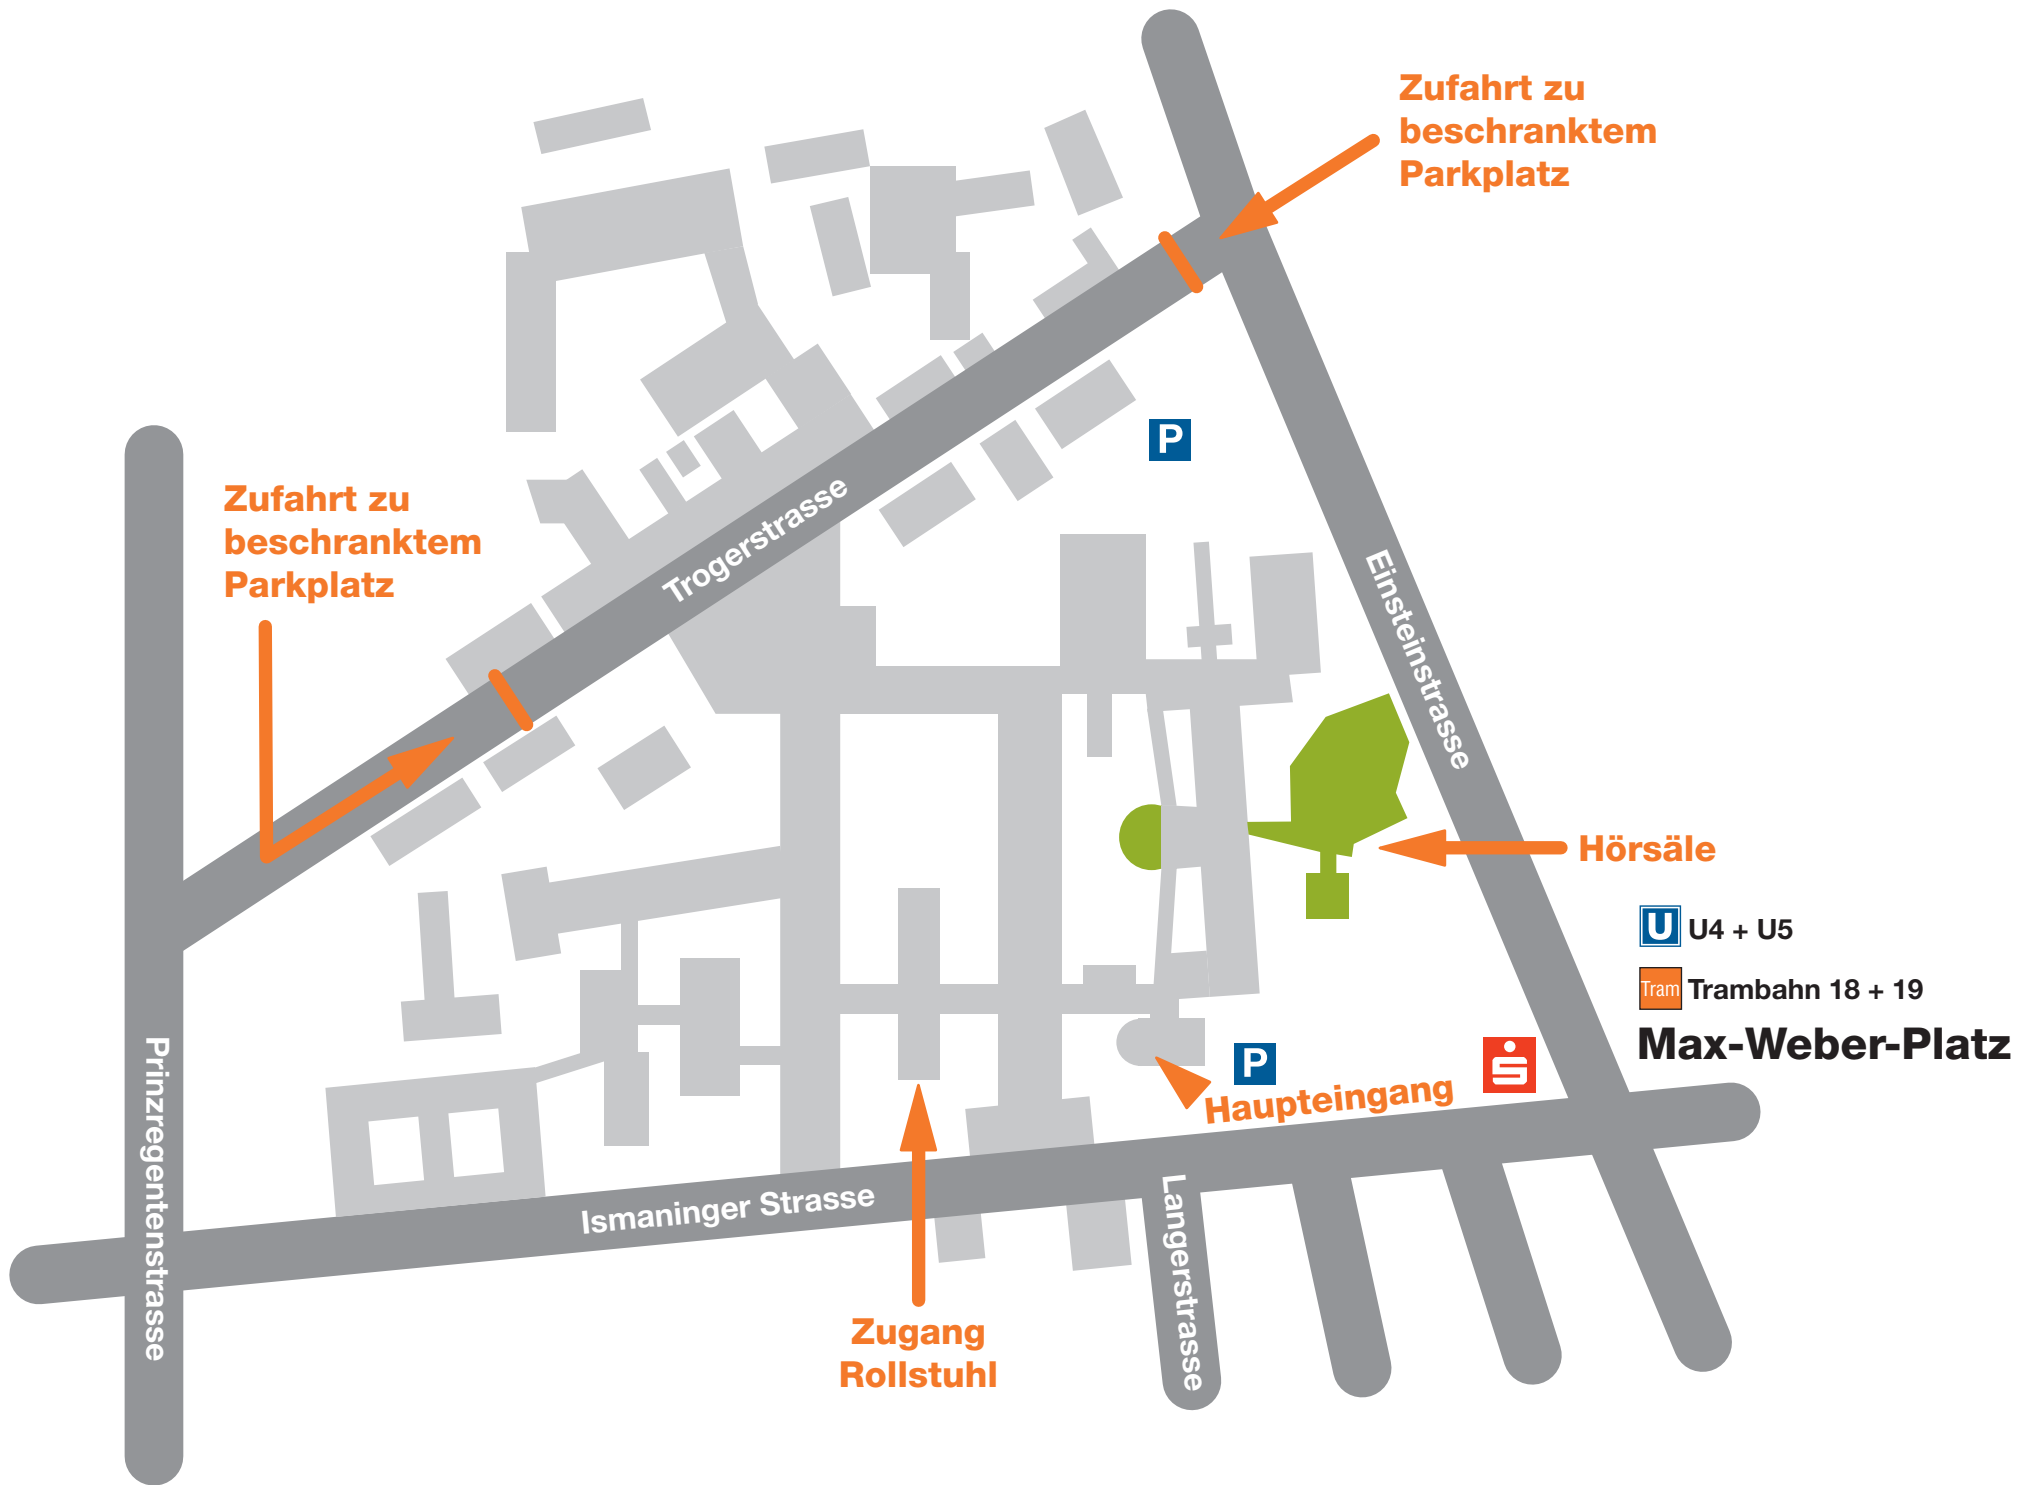 Zufahrt zu
beschranktem
Parkplatz
P
Zufahrt zu
beschranktem
Parkplatz
Trogerstrasse
Einsteinstrasse
Hörsäle
U U4 + U5
Tram Trambahn 18 + 19
Max-Weber-Platz
P
Haupteingang
Prinzregentenstrasse
Ismaninger Strasse
Langerstrasse
Zugang
Rollstuhl